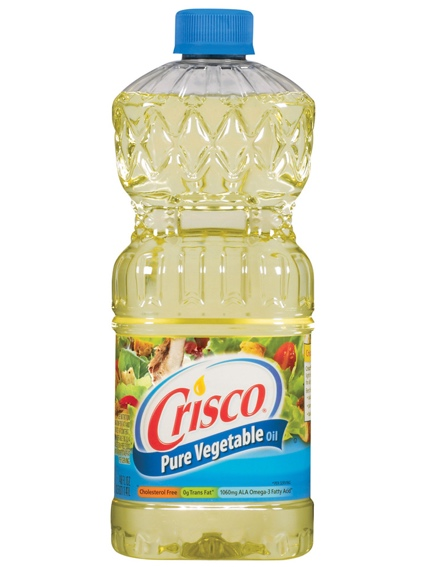 Crisco®
Pure Vegetable Oil
Cholesterol Free
0g Trans Fat*
1060mg ALA Omega-3 Fatty Acid*